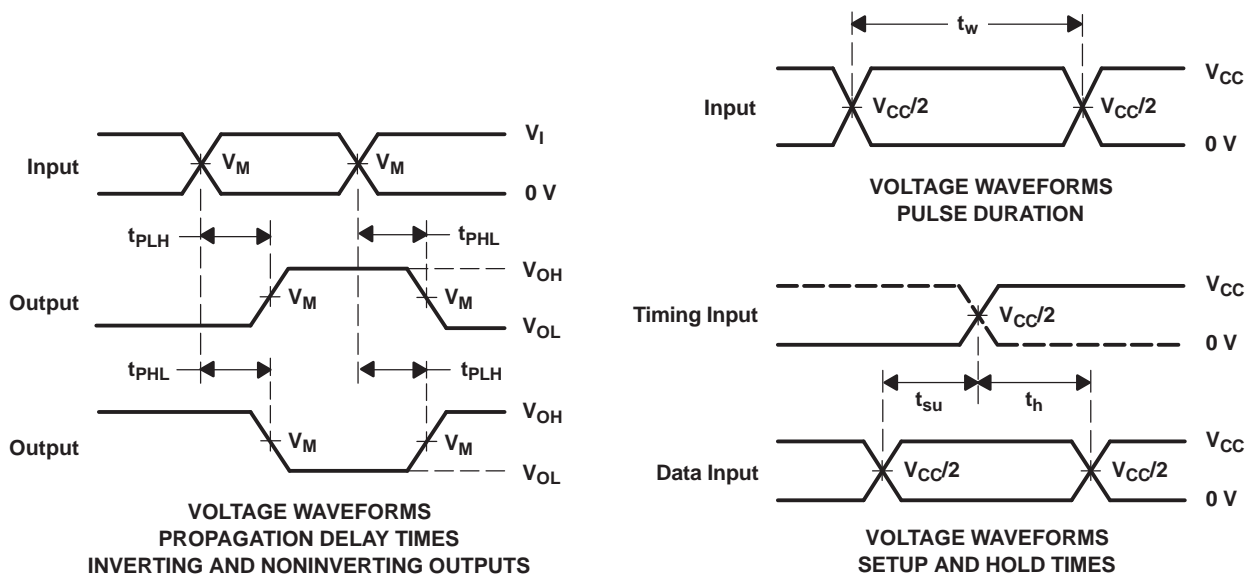 Input
V_M
V_M
V_I
0 V
t_PLH
t_PHL
Output
V_M
V_M
V_OH
V_OL
t_PHL
t_PLH
Output
V_M
V_M
V_OH
V_OL
VOLTAGE WAVEFORMS
PROPAGATION DELAY TIMES
INVERTING AND NONINVERTING OUTPUTS
t_w
Input
V_CC/2
V_CC/2
V_CC
0 V
VOLTAGE WAVEFORMS
PULSE DURATION
Timing Input
V_CC/2
V_CC
0 V
t_su
t_h
Data Input
V_CC/2
V_CC/2
V_CC
0 V
VOLTAGE WAVEFORMS
SETUP AND HOLD TIMES